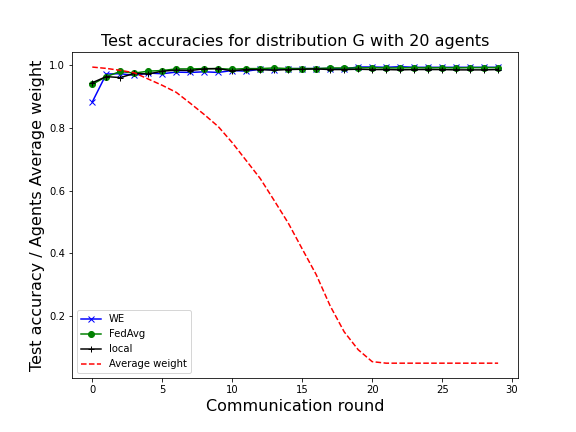 Test accuracies for distribution G with 20 agents
Test accuracy / Agents Average weight
1.0
0.8
0.6
0.4
0.2
WE
FedAvg
local
Average weight
0 5 10 15 20 25 30
Communication round